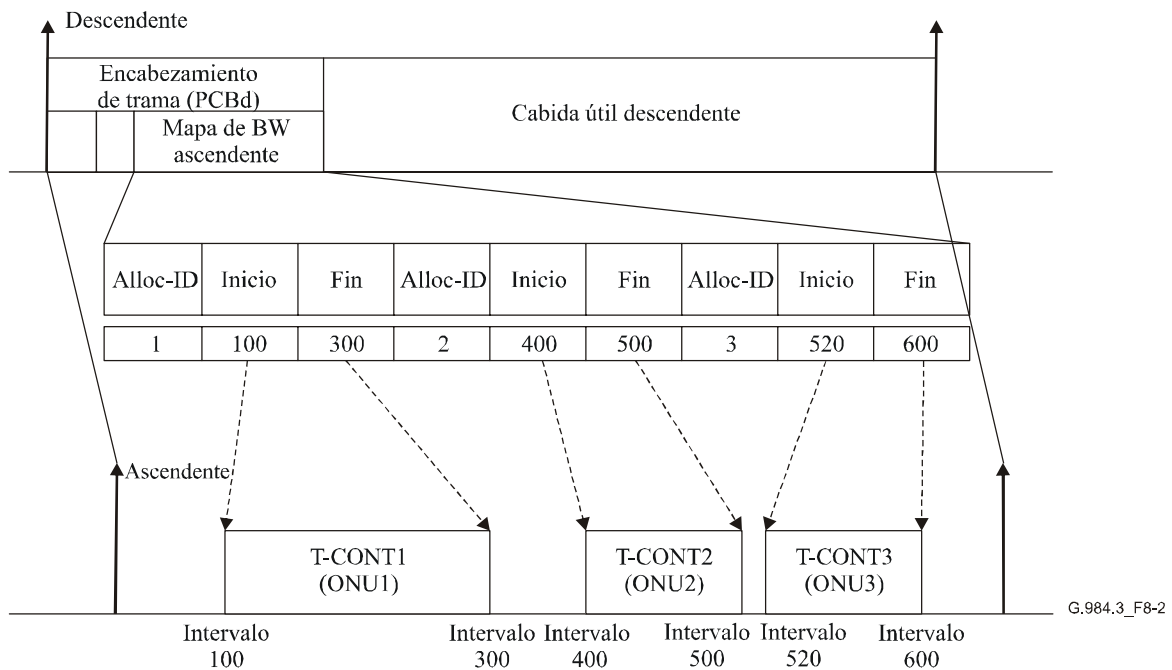 Descendente
Encabezamiento
de trama (PCBd)
Cabida útil descendente
Mapa de BW
ascendente
Alloc-ID Inicio Fin Alloc-ID Inicio Fin Alloc-ID Inicio Fin
1 100 300 2 400 500 3 520 600
Ascendente
T-CONT1
(ONU1)
T-CONT2
(ONU2)
T-CONT3
(ONU3)
G.984.3_F8-2
Intervalo
100
Intervalo
300
Intervalo
400
Intervalo
500
Intervalo
520
Intervalo
600